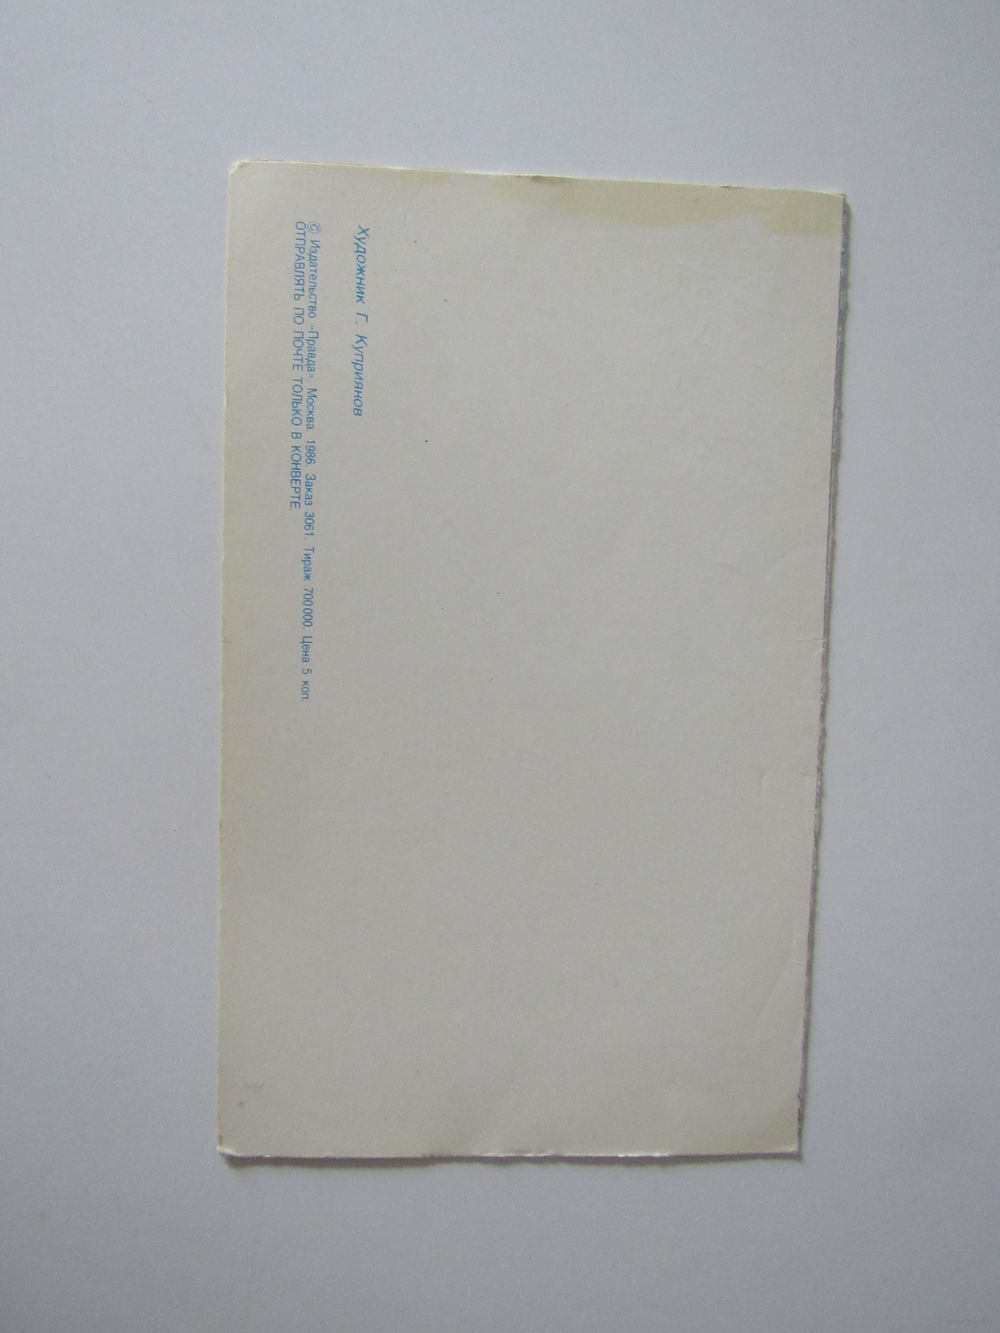 Художник Г. Куприянов
© Издательство «Правда». Москва. 1986. Заказ 3061. Тираж 700 000. Цена 5 коп.
ОТПРАВЛЯТЬ ПО ПОЧТЕ ТОЛЬКО В КОНВЕРТЕ.